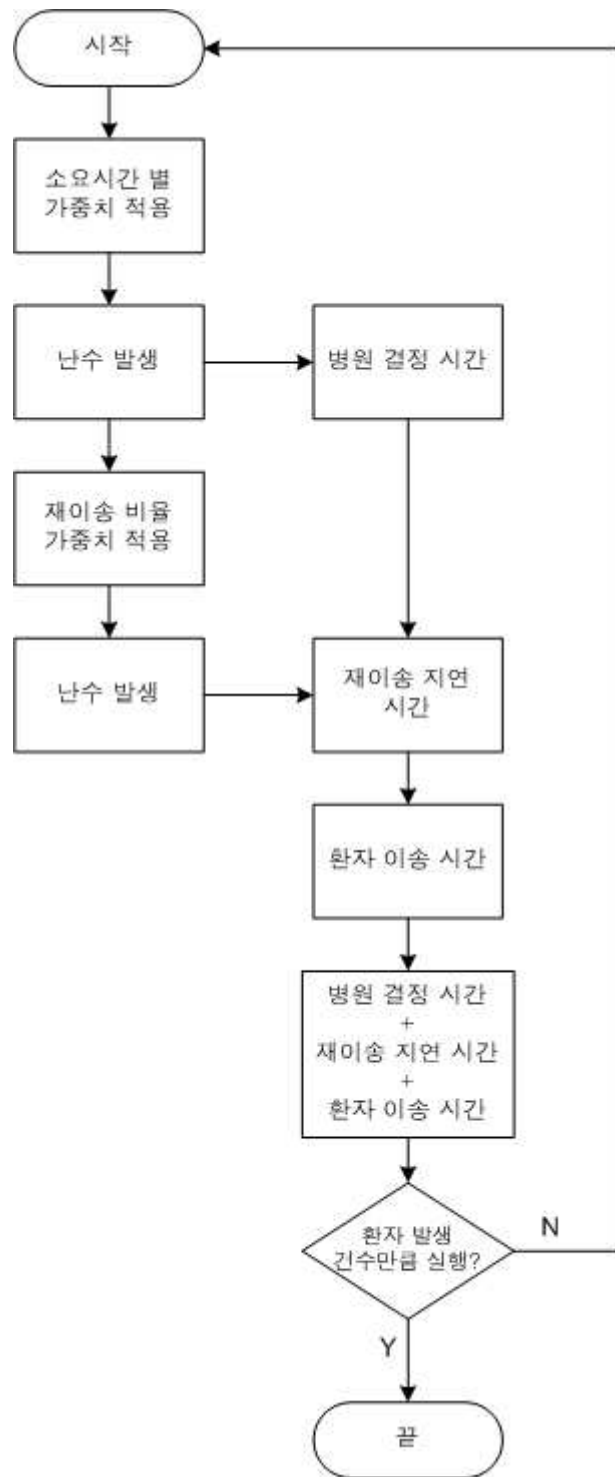 시작
소요시간 별
가중치 적용
난수 발생
병원 결정 시간
재이송 비율
가중치 적용
난수 발생
재이송 지연
시간
환자 이송 시간
병원 결정 시간
+
재이송 지연 시간
+
환자 이송 시간
환자 발생
건수만큼 실행?
N
Y
끝